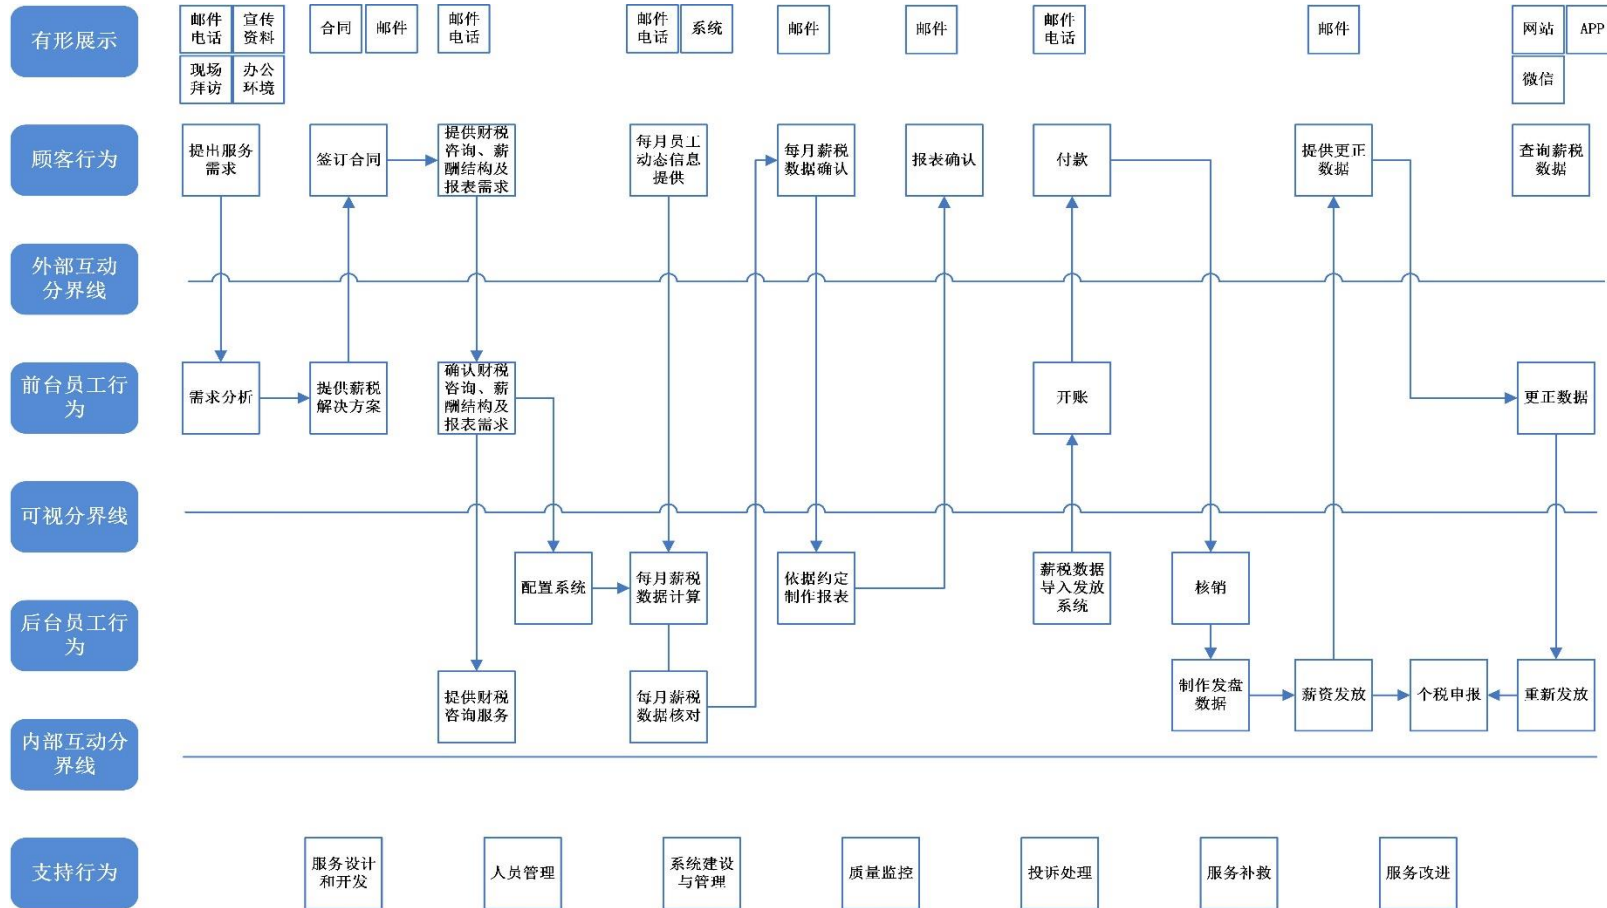 有形展示
邮件
电话
宣传
资料
现场
拜访
办公
环境
合同
邮件
邮件
电话
邮件
电话
系统
邮件
邮件
邮件
电话
邮件
网站
APP
微信
顾客行为
提出服务
需求
签订合同
提供财税
咨询、薪
酬结构及
报表需求
每月员工
动态信息
提供
每月薪税
数据确认
报表确认
付款
提供更正
数据
查询薪税
数据
外部互动
分界线
前台员工行
为
需求分析
提供薪税
解决方案
确认财税
咨询、薪
酬结构及
报表需求
开账
更正数据
可视分界线
后台员工行
为
配置系统
每月薪税
数据计算
依据约定
制作报表
薪税数据
导入发放
系统
核销
提供财税
咨询服务
每月薪税
数据核对
制作发盘
数据
薪资发放
个税申报
重新发放
内部互动分
界线
支持行为
服务设计
和开发
人员管理
系统建设
与管理
质量监控
投诉处理
服务补救
服务改进